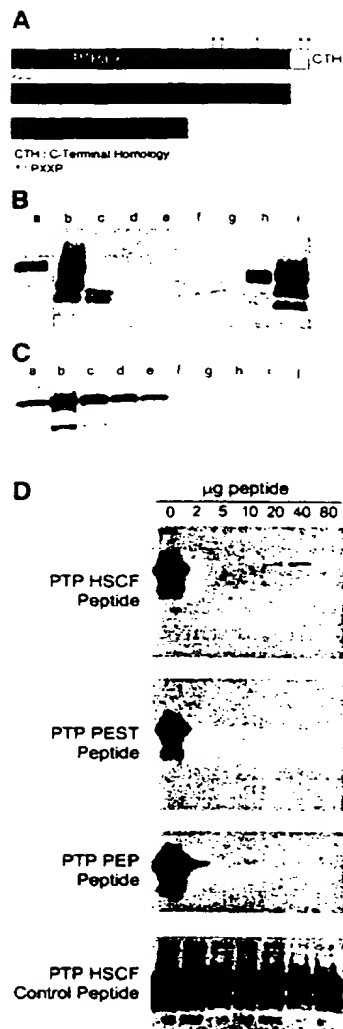 A
CTH
CTH : C-Terminal Homology
* : PXXP
B
a b c d e f g h i
C
a b c d e f g h i j
D
µg peptide
0 2 5 10 20 40 80
PTP HSCF
Peptide
PTP PEST
Peptide
PTP PEP
Peptide
PTP HSCF
Control Peptide